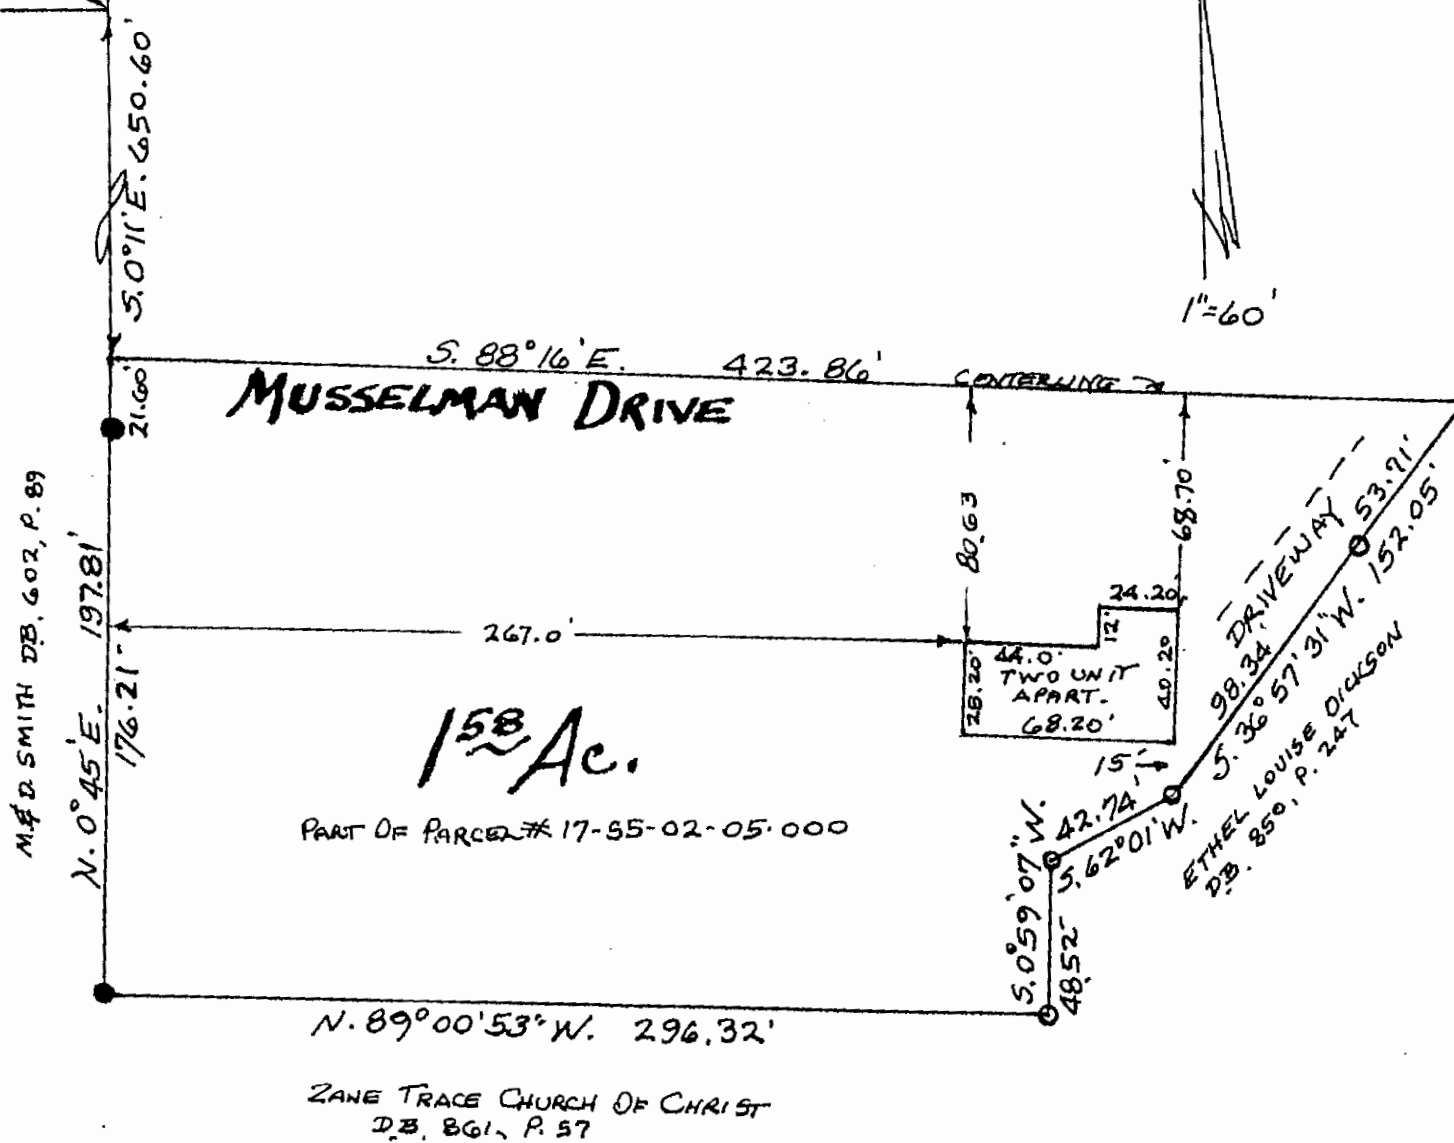 S. 0°11'E. 650.60'
1"=60'
S. 88°16'E. 423.86'
CENTERLINE
MUSSELMAN DRIVE
21.60'
80.63
68.70'
DRIVEWAY
53.71'
98.34'
S. 36°57'31"W. 152.05'
24.20'
12'
267.0'
44.0'
TWO UNIT
APART.
28.20'
40.20
68.20'
15'
M.&D. SMITH D.B. 602, P. 89
N. 0°45'E. 197.81'
176.21'
1 58 Ac.
PART OF PARCEL # 17-55-02-05.000
42.74'
S. 62°01'W.
ETHEL LOUISE DICKSON
D.B. 850, P. 247
S. 0°59'07"W.
48.52'
N. 89°00'53"W. 296.32'
ZANE TRACE CHURCH OF CHRIST
D.B. 861, P. 57